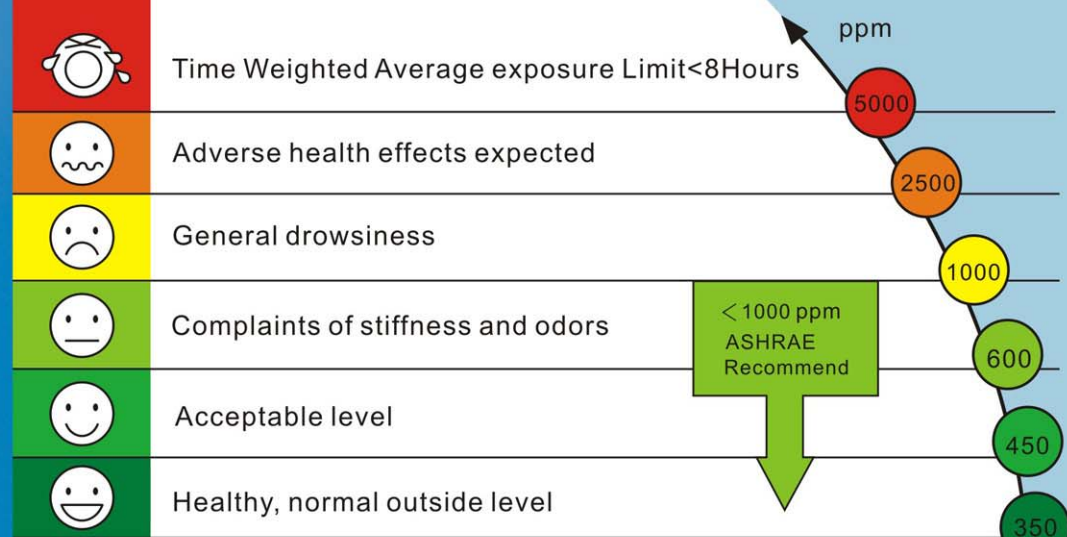 ppm
Time Weighted Average exposure Limit<8Hours
5000
Adverse health effects expected
2500
General drowsiness
1000
Complaints of stiffness and odors
<1000 ppm
ASHRAE
Recommend
600
Acceptable level
450
Healthy, normal outside level
350